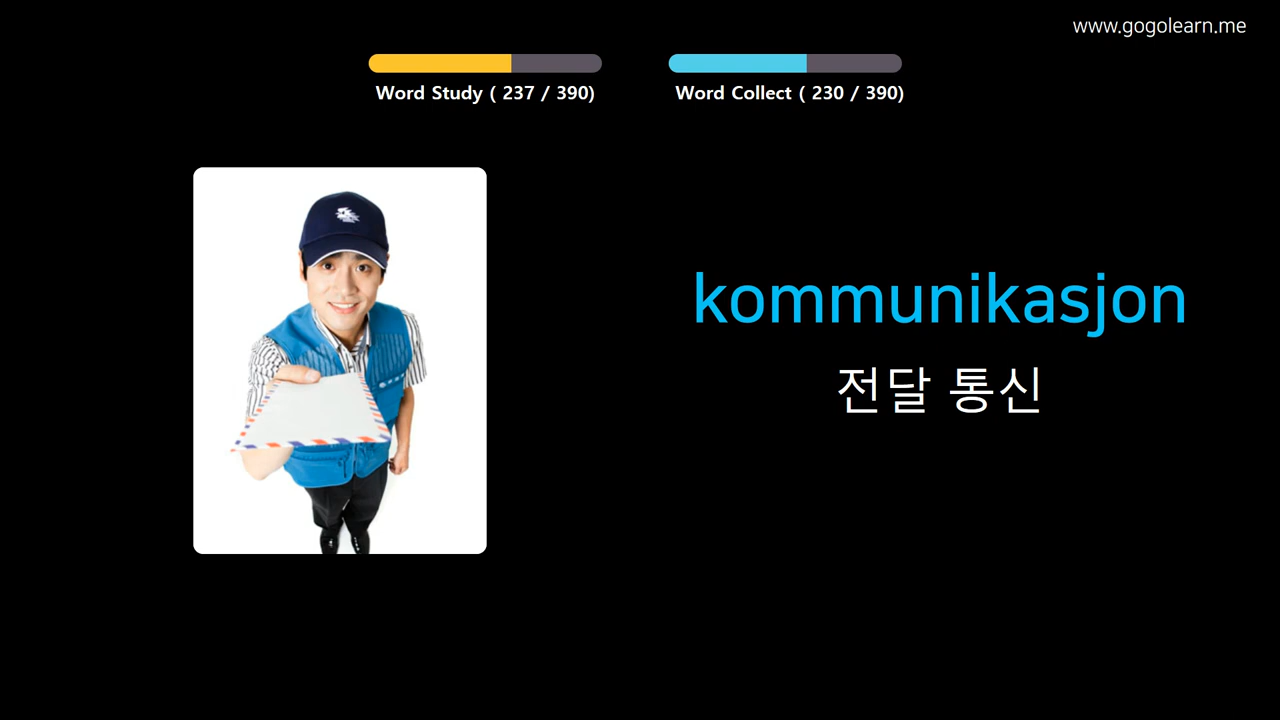 www.gogolearn.me
Word Study ( 237 / 390)
Word Collect ( 230 / 390)
kommunikasjon
전달 통신